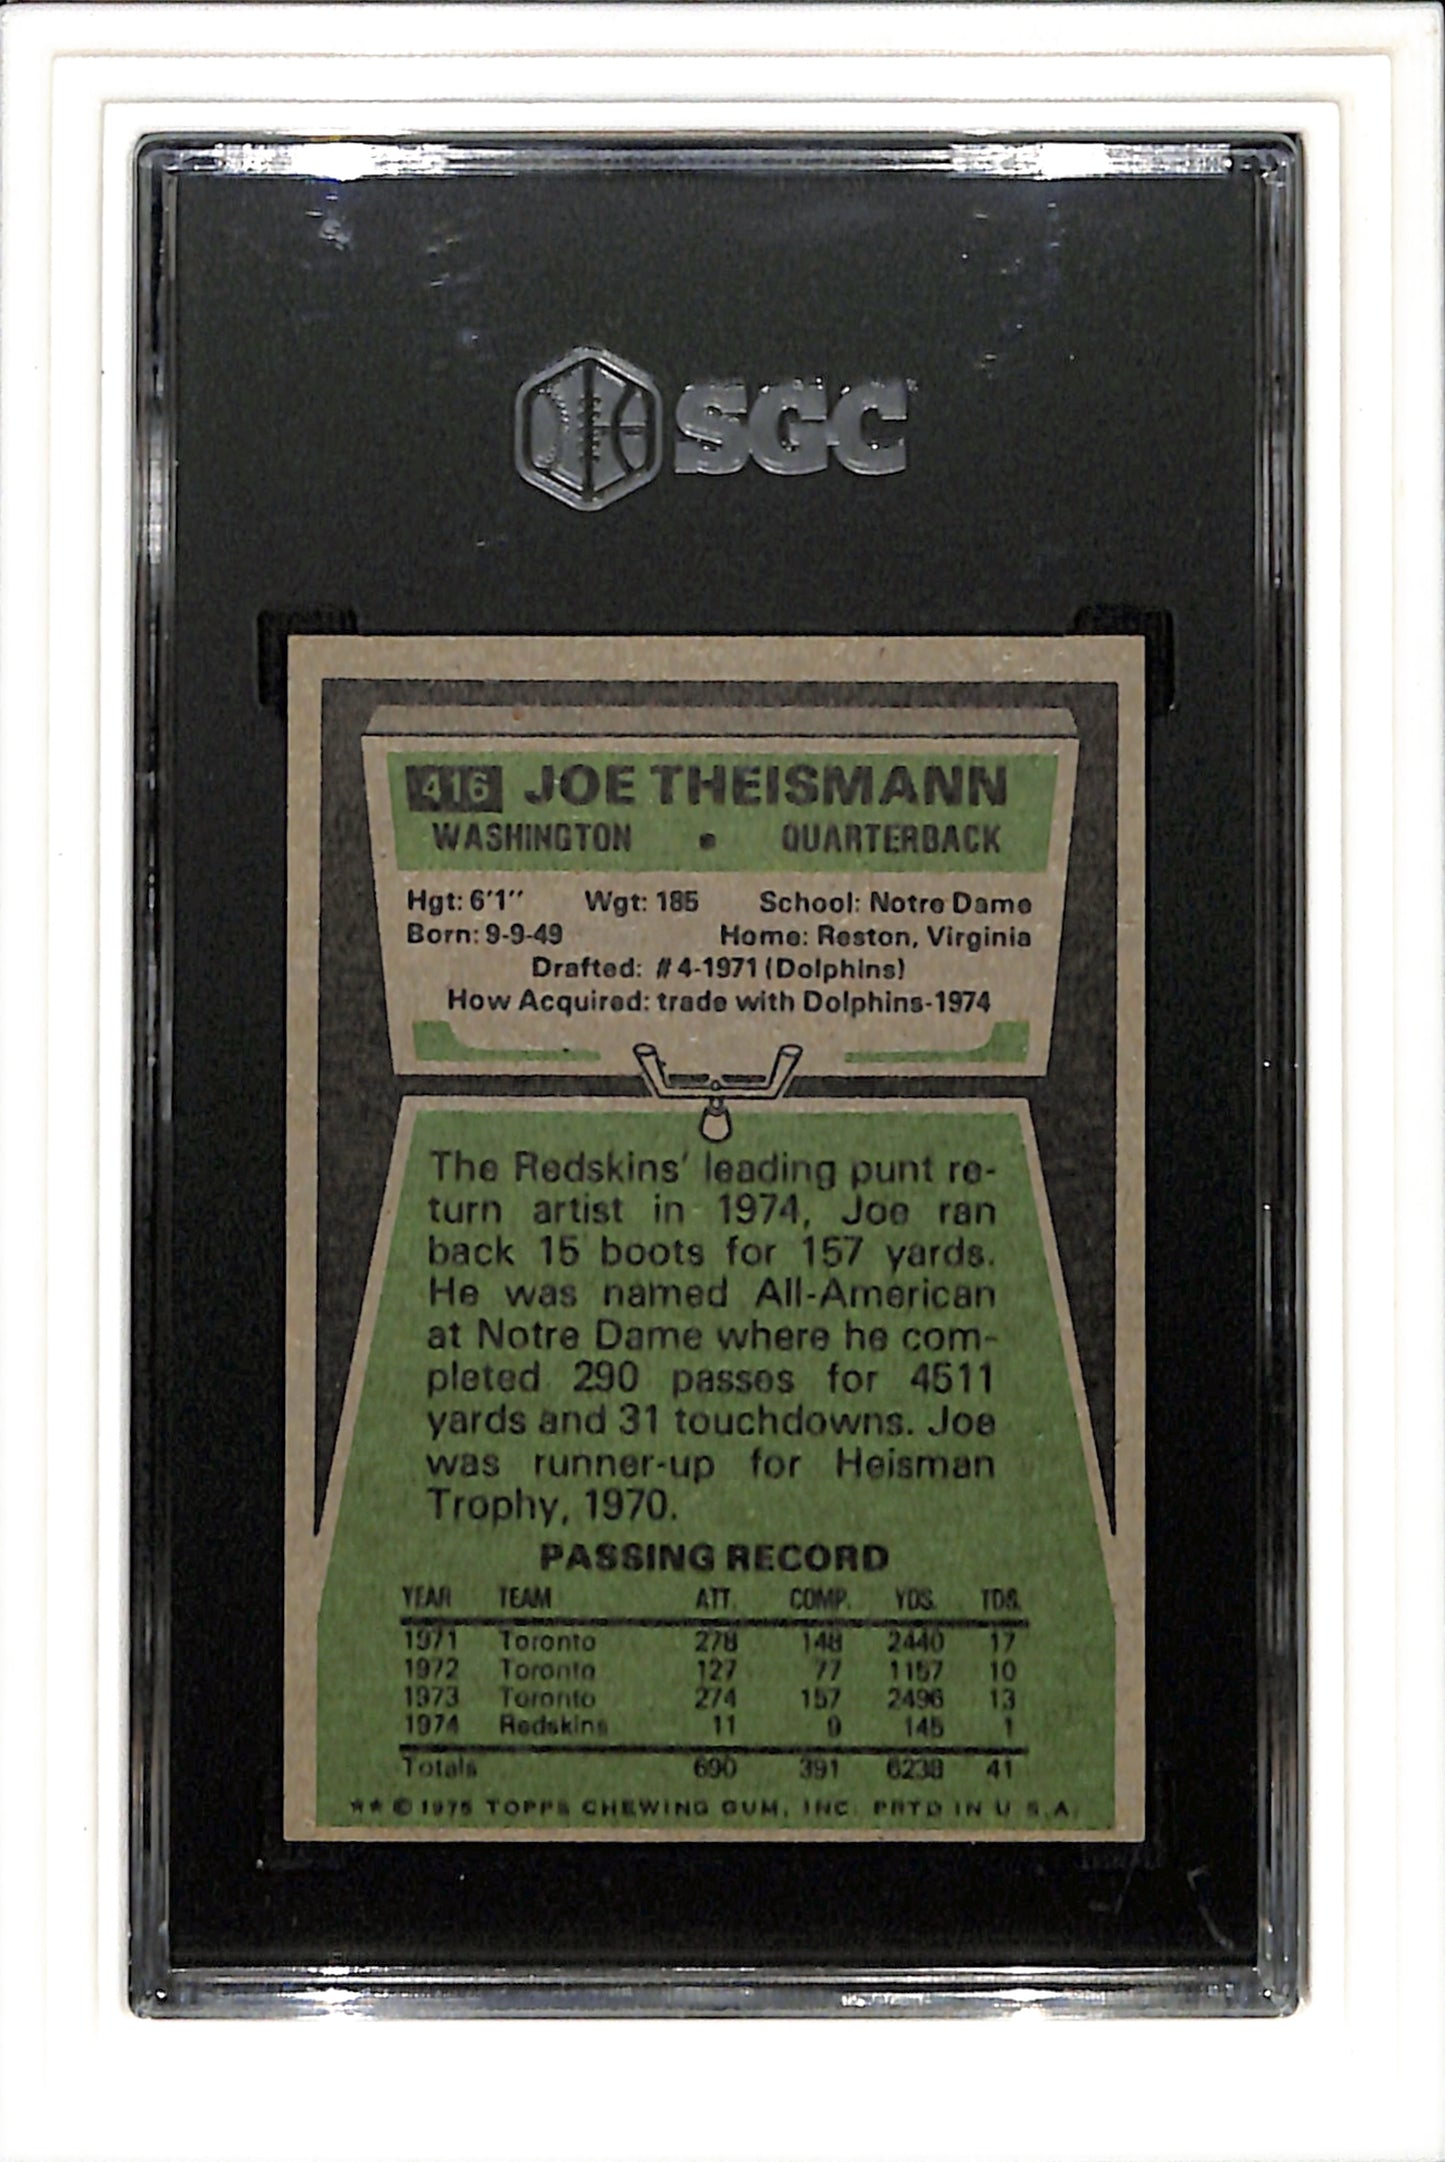 SGC
416 JOE THEISMANN
WASHINGTON • QUARTERBACK
Hgt: 6'1" Wgt: 185 School: Notre Dame
Born: 9-9-49 Home: Reston, Virginia
Drafted: #4-1971 (Dolphins)
How Acquired: trade with Dolphins-1974
The Redskins' leading punt re-
turn artist in 1974, Joe ran
back 15 boots for 157 yards.
He was named All-American
at Notre Dame where he com-
pleted 290 passes for 4511
yards and 31 touchdowns. Joe
was runner-up for Heisman
Trophy, 1970.
PASSING RECORD
YEAR TEAM ATT. COMP. YDS. TDS.
1971 Toronto 278 148 2440 17
1972 Toronto 127 77 1157 10
1973 Toronto 274 157 2496 13
1974 Redskins 11 9 145 1
Totals 690 391 6238 41
** © 1975 TOPPS CHEWING GUM, INC. PRTD IN U.S.A.